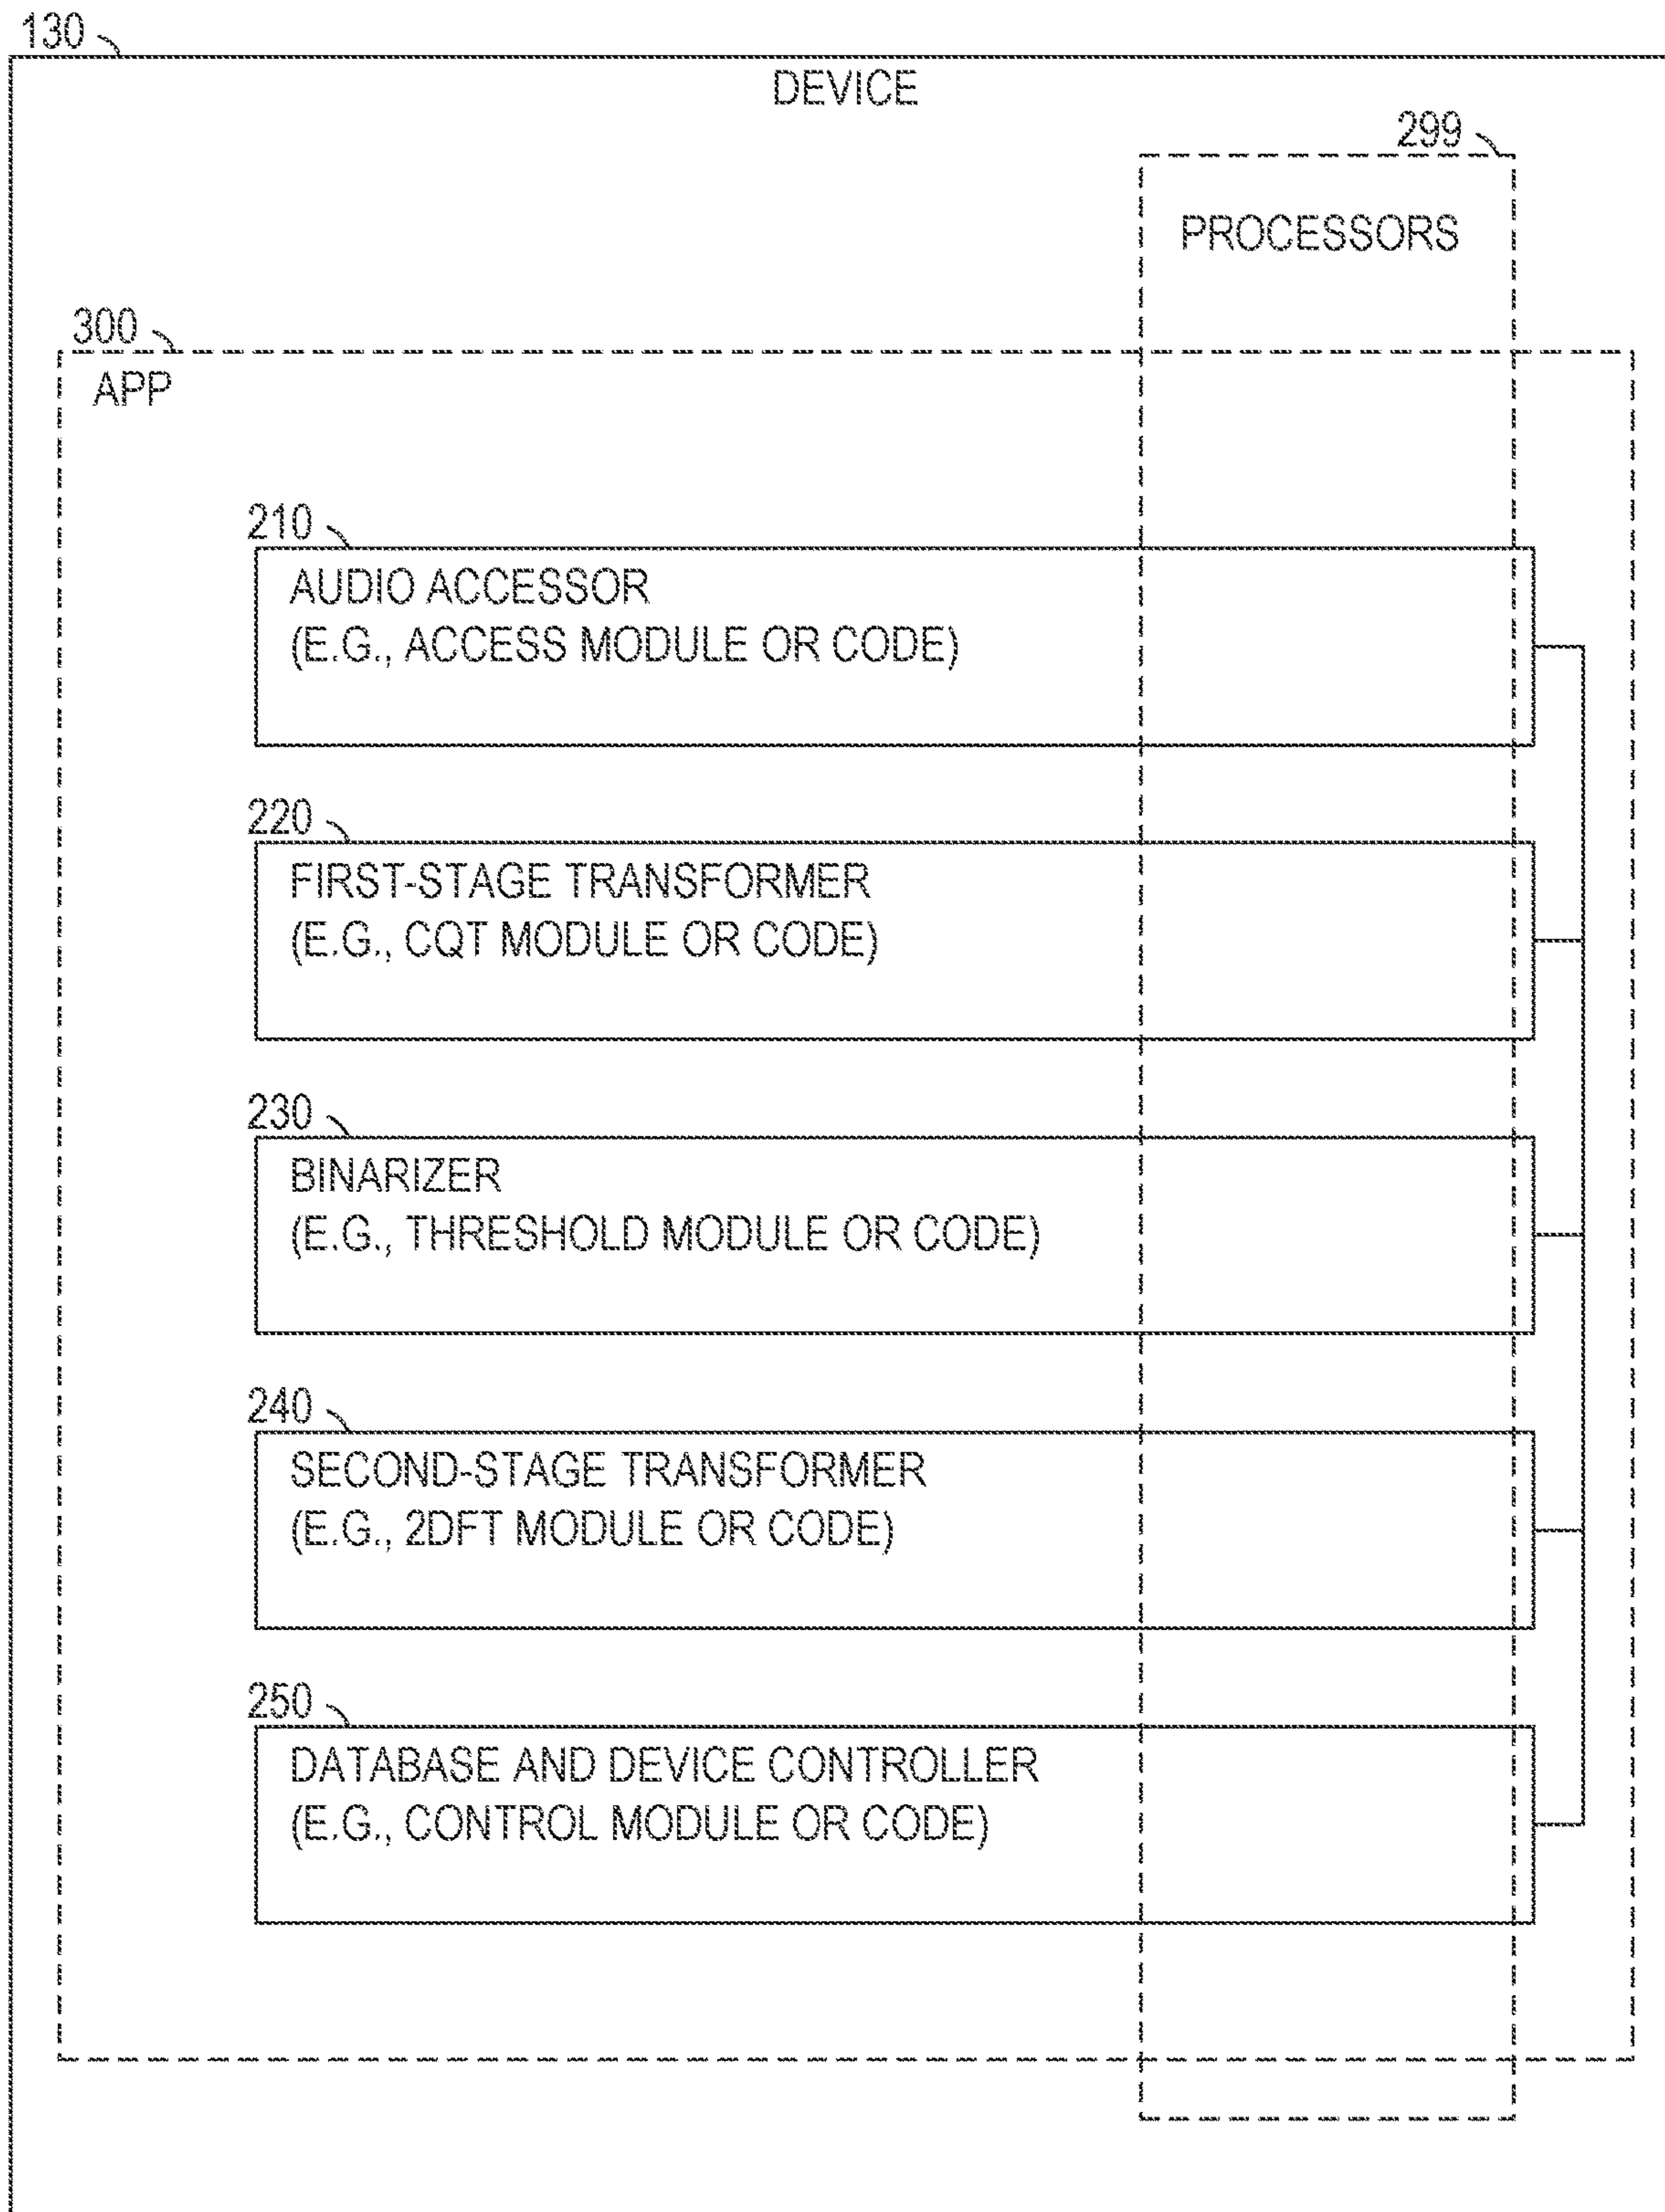 130
DEVICE
299
PROCESSORS
300
APP
210
AUDIO ACCESSOR
(E.G., ACCESS MODULE OR CODE)
220
FIRST-STAGE TRANSFORMER
(E.G., CQT MODULE OR CODE)
230
BINARIZER
(E.G., THRESHOLD MODULE OR CODE)
240
SECOND-STAGE TRANSFORMER
(E.G., 2DFT MODULE OR CODE)
250
DATABASE AND DEVICE CONTROLLER
(E.G., CONTROL MODULE OR CODE)